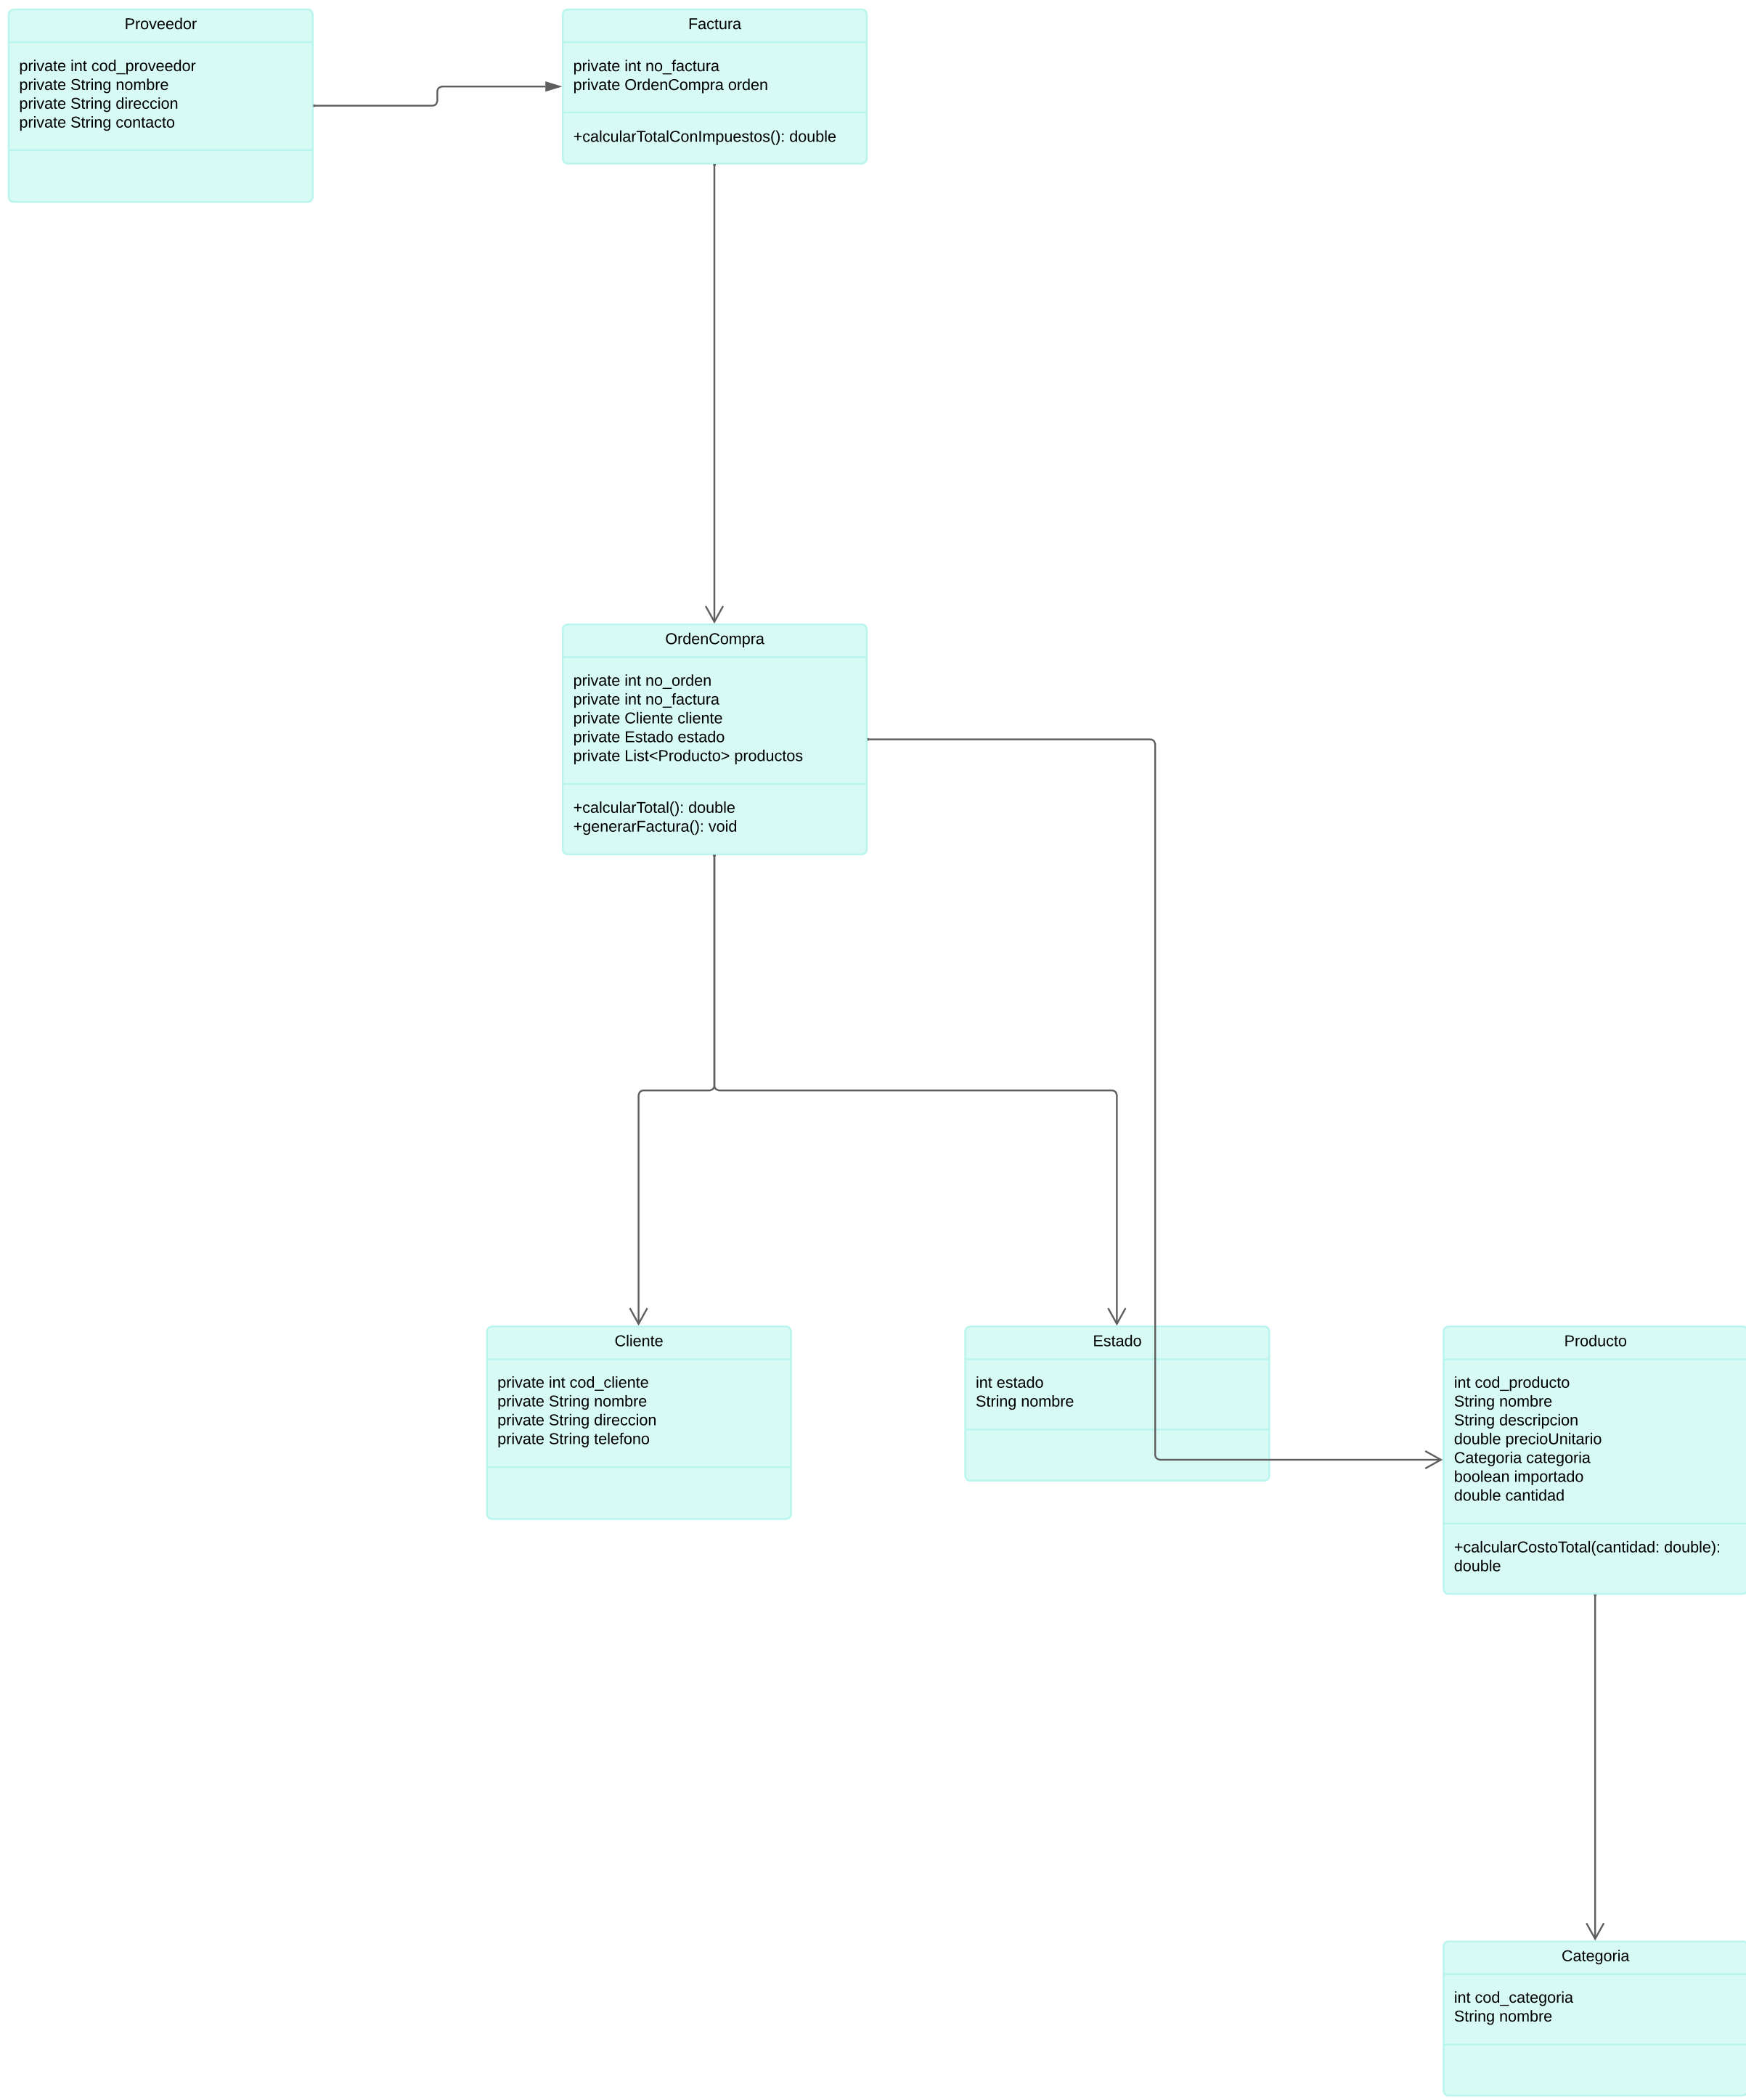 Proveedor
private int cod_proveedor
private String nombre
private String direccion
private String contacto
Factura
private int no_factura
private OrdenCompra orden
+calcularTotalConImpuestos(): double
OrdenCompra
private int no_orden
private int no_factura
private Cliente cliente
private Estado estado
private List<Producto> productos
+calcularTotal(): double
+generarFactura(): void
Cliente
private int cod_cliente
private String nombre
private String direccion
private String telefono
Estado
int estado
String nombre
Producto
int cod_producto
String nombre
String descripcion
double precioUnitario
Categoria categoria
boolean importado
double cantidad
+calcularCostoTotal(cantidad: double):
double
Categoria
int cod_categoria
String nombre